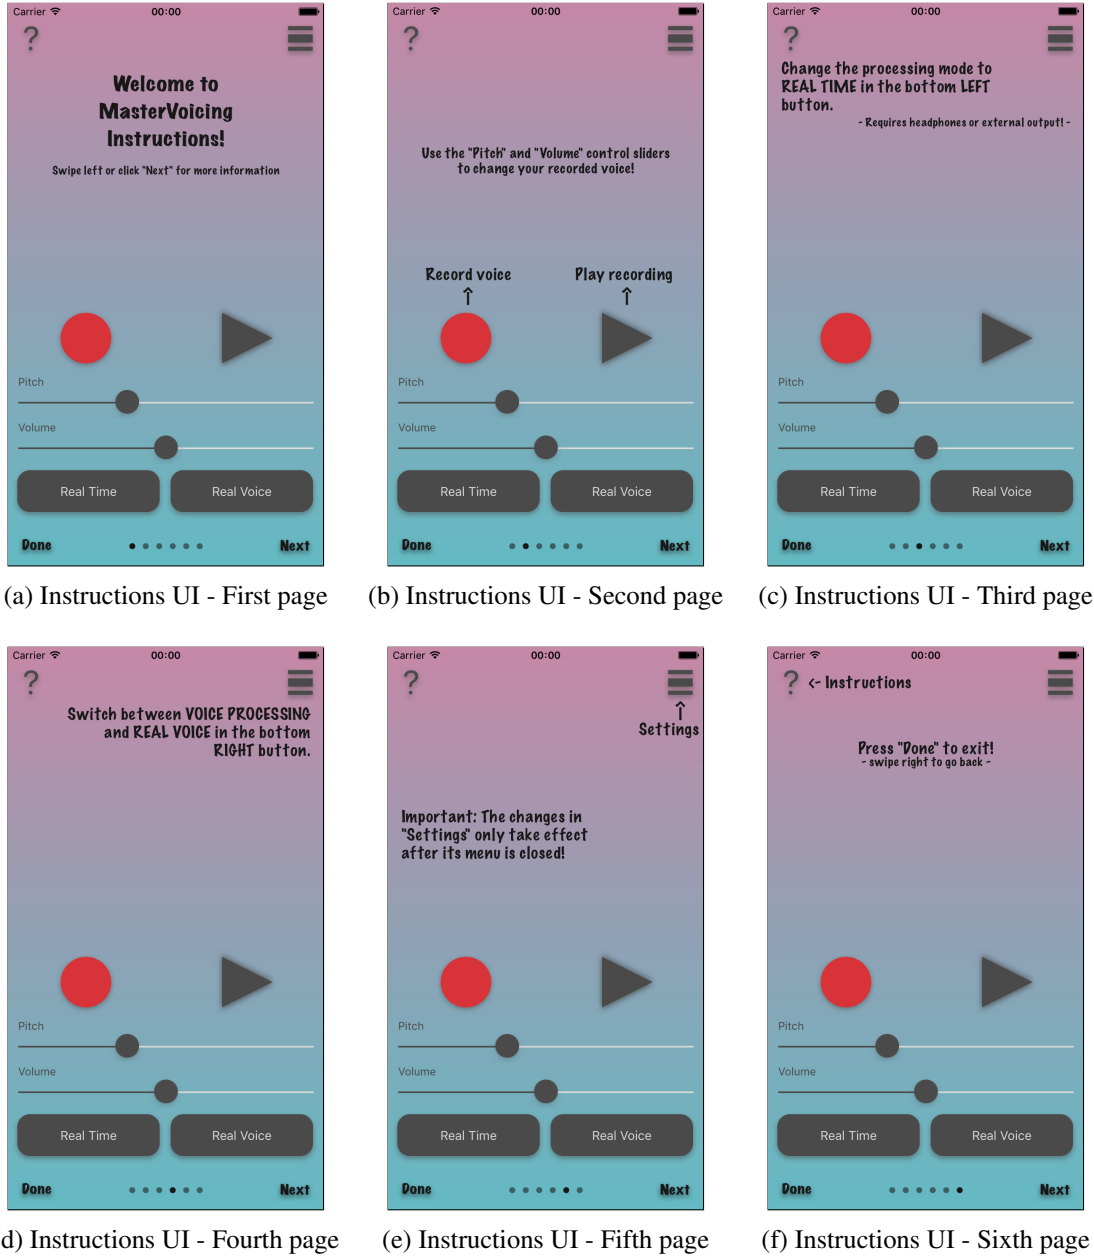 Carrier 00:00
?
Welcome to
MasterVoicing
Instructions!
Swipe left or click "Next" for more information
Pitch
Volume
Real Time Real Voice
Done Next
(a) Instructions UI - First page
Carrier 00:00
?
Use the "Pitch" and "Volume" control sliders
to change your recorded voice!
Record voice Play recording
↑ ↑
Pitch
Volume
Real Time Real Voice
Done Next
(b) Instructions UI - Second page
Carrier 00:00
?
Change the processing mode to
REAL TIME in the bottom LEFT
button.
- Requires headphones or external output! -
Pitch
Volume
Real Time Real Voice
Done Next
(c) Instructions UI - Third page
Carrier 00:00
?
Switch between VOICE PROCESSING
and REAL VOICE in the bottom
RIGHT button.
Pitch
Volume
Real Time Real Voice
Done Next
d) Instructions UI - Fourth page
Carrier 00:00
?
↑
Settings
Important: The changes in
"Settings" only take effect
after its menu is closed!
Pitch
Volume
Real Time Real Voice
Done Next
(e) Instructions UI - Fifth page
Carrier 00:00
? <- Instructions
Press "Done" to exit!
- swipe right to go back -
Pitch
Volume
Real Time Real Voice
Done Next
(f) Instructions UI - Sixth page